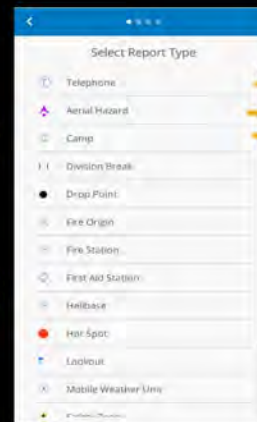 Select Report Type
Telephone
Aerial Hazard
Camp
Division Break
Drop Point
Fire Origin
Fire Station
First Aid Station
Helibase
Hot Spot
Lookout
Mobile Weather Unit